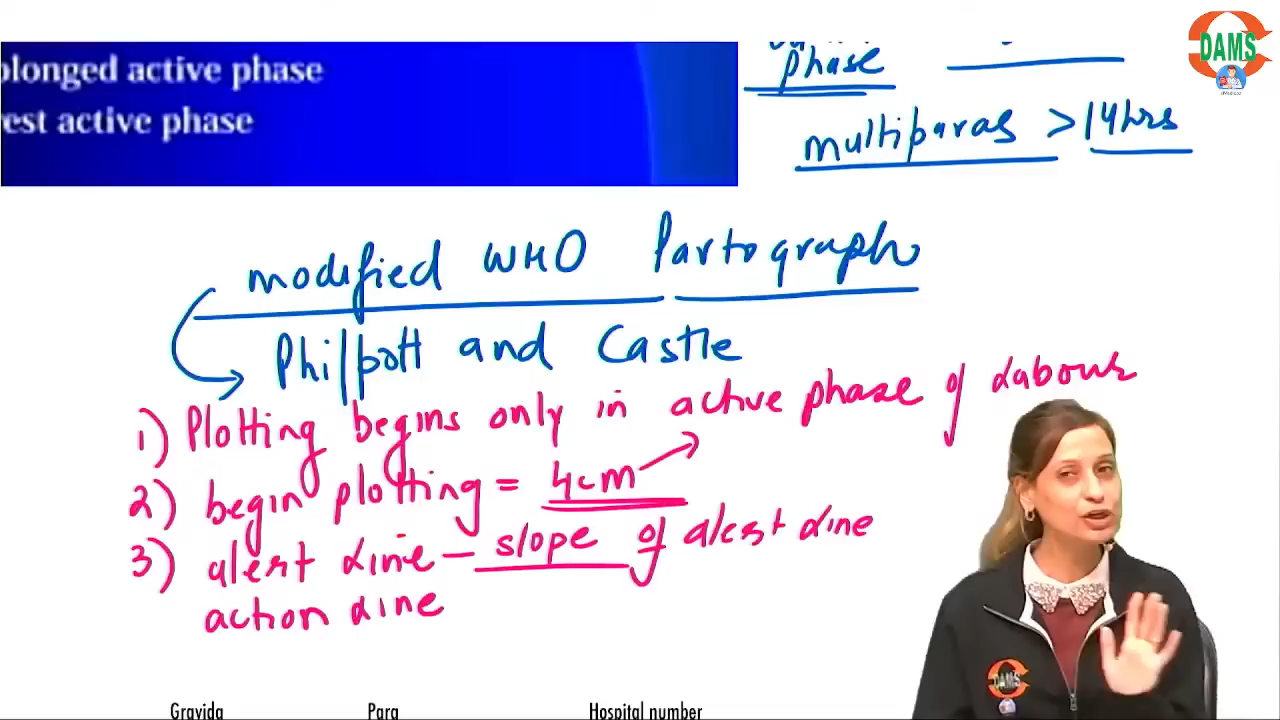 DAMS
olonged active phase
est active phase
phase
multiparas >14hrs
modified WHO Partograph
Philpott and Castle
1) Plotting begins only in active phase of Labour
2) begin plotting = 4cm
3) alert Line – slope of alert Line
action Line
DAMS
Gravida Para Hospital number